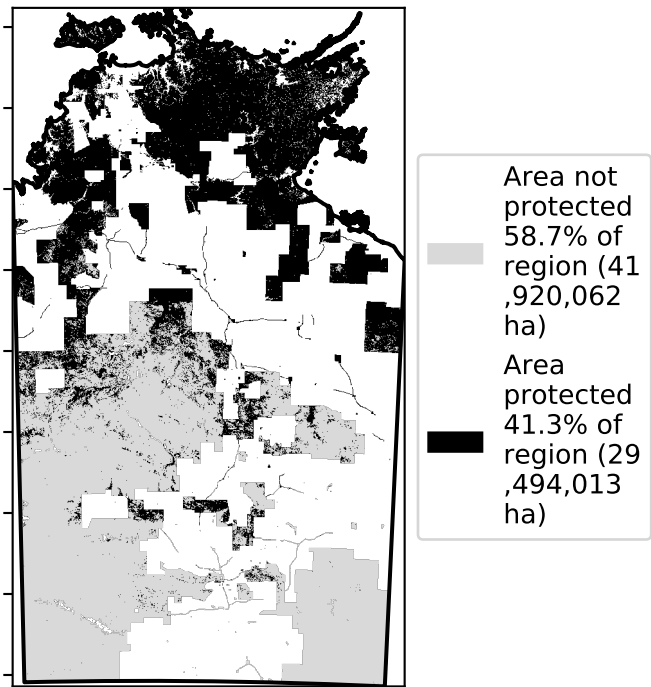 Area not
protected
58.7% of
region (41
,920,062
ha)
Area
protected
41.3% of
region (29
,494,013
ha)